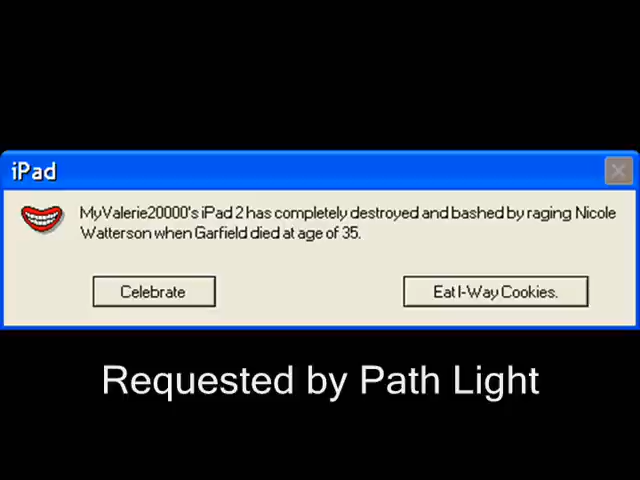 iPad
MyValerie20000's iPad 2 has completely destroyed and bashed by raging Nicole
Watterson when Garfield died at age of 35.
Celebrate
Eat I-Way Cookies.
Requested by Path Light